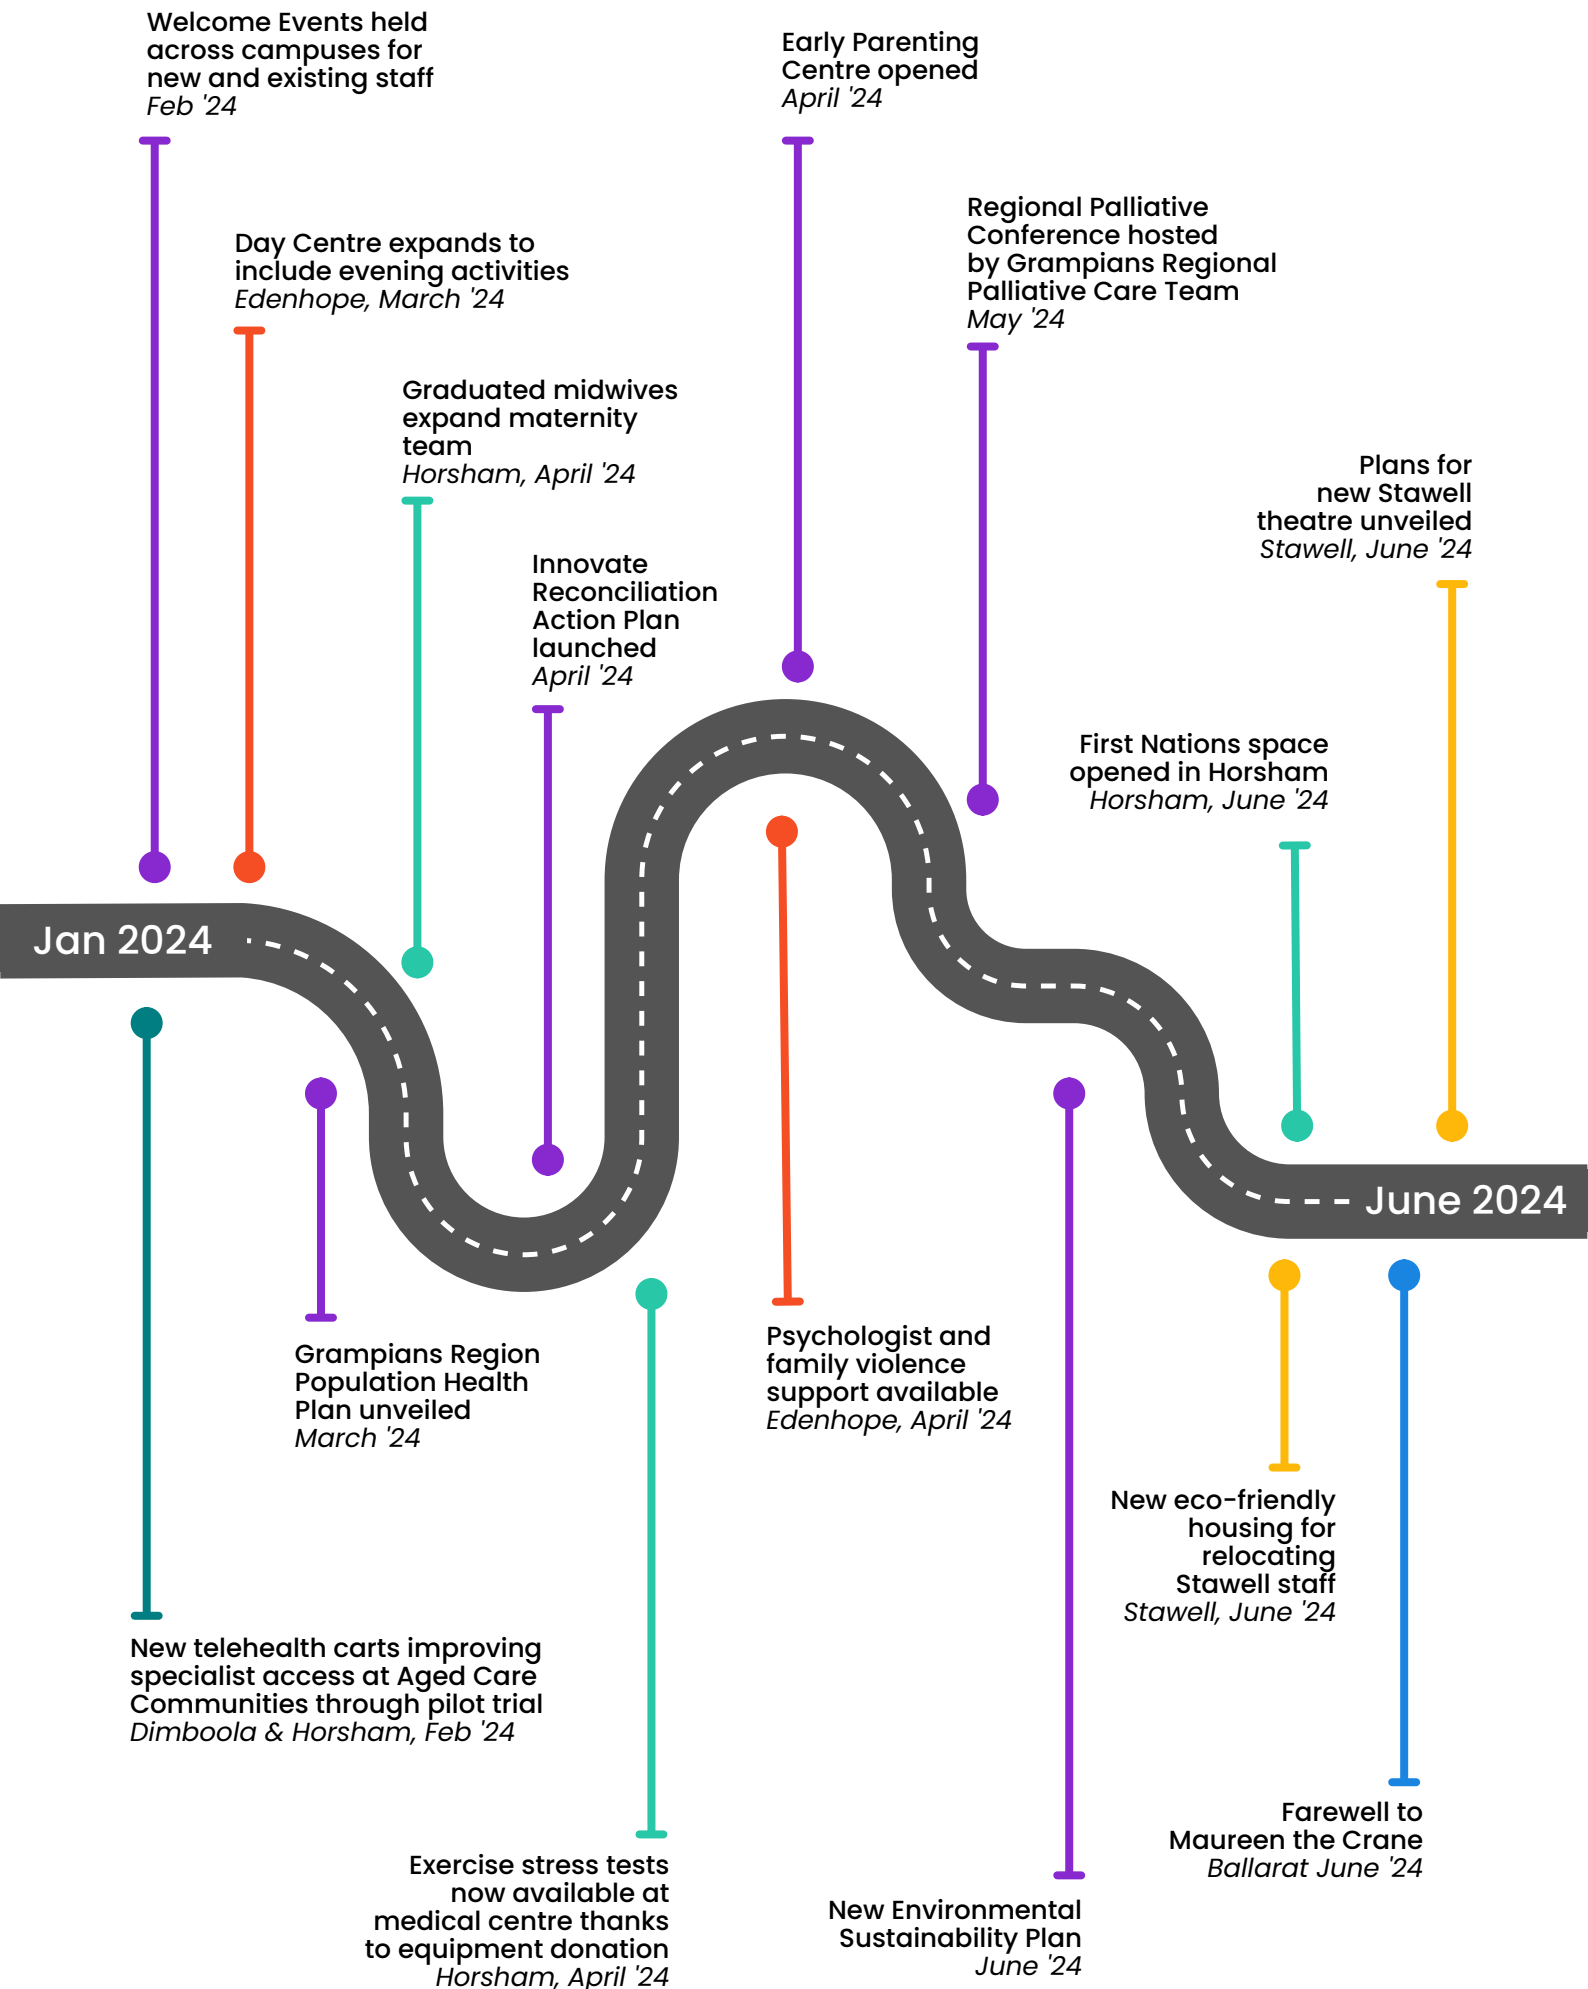 Welcome Events held
across campuses for
new and existing staff
Feb '24
Early Parenting
Centre opened
April '24
Day Centre expands to
include evening activities
Edenhope, March '24
Regional Palliative
Conference hosted
by Grampians Regional
Palliative Care Team
May '24
Graduated midwives
expand maternity
team
Horsham, April '24
Plans for
new Stawell
theatre unveiled
Stawell, June '24
Innovate
Reconciliation
Action Plan
launched
April '24
First Nations space
opened in Horsham
Horsham, June '24
Jan 2024
June 2024
Grampians Region
Population Health
Plan unveiled
March '24
Psychologist and
family violence
support available
Edenhope, April '24
New eco-friendly
housing for
relocating
Stawell staff
Stawell, June '24
New telehealth carts improving
specialist access at Aged Care
Communities through pilot trial
Dimboola & Horsham, Feb '24
Farewell to
Maureen the Crane
Ballarat June '24
Exercise stress tests
now available at
medical centre thanks
to equipment donation
Horsham, April '24
New Environmental
Sustainability Plan
June '24